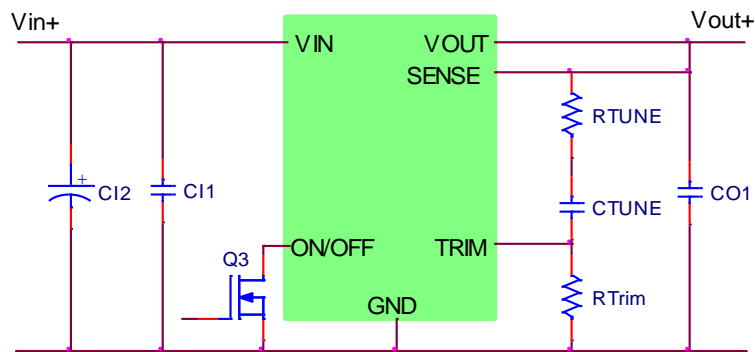 Vin+
Vout+
VIN
VOUT
SENSE
RTUNE
+
CI2
CI1
CTUNE
CO1
Q3
ON/OFF
TRIM
RTrim
GND